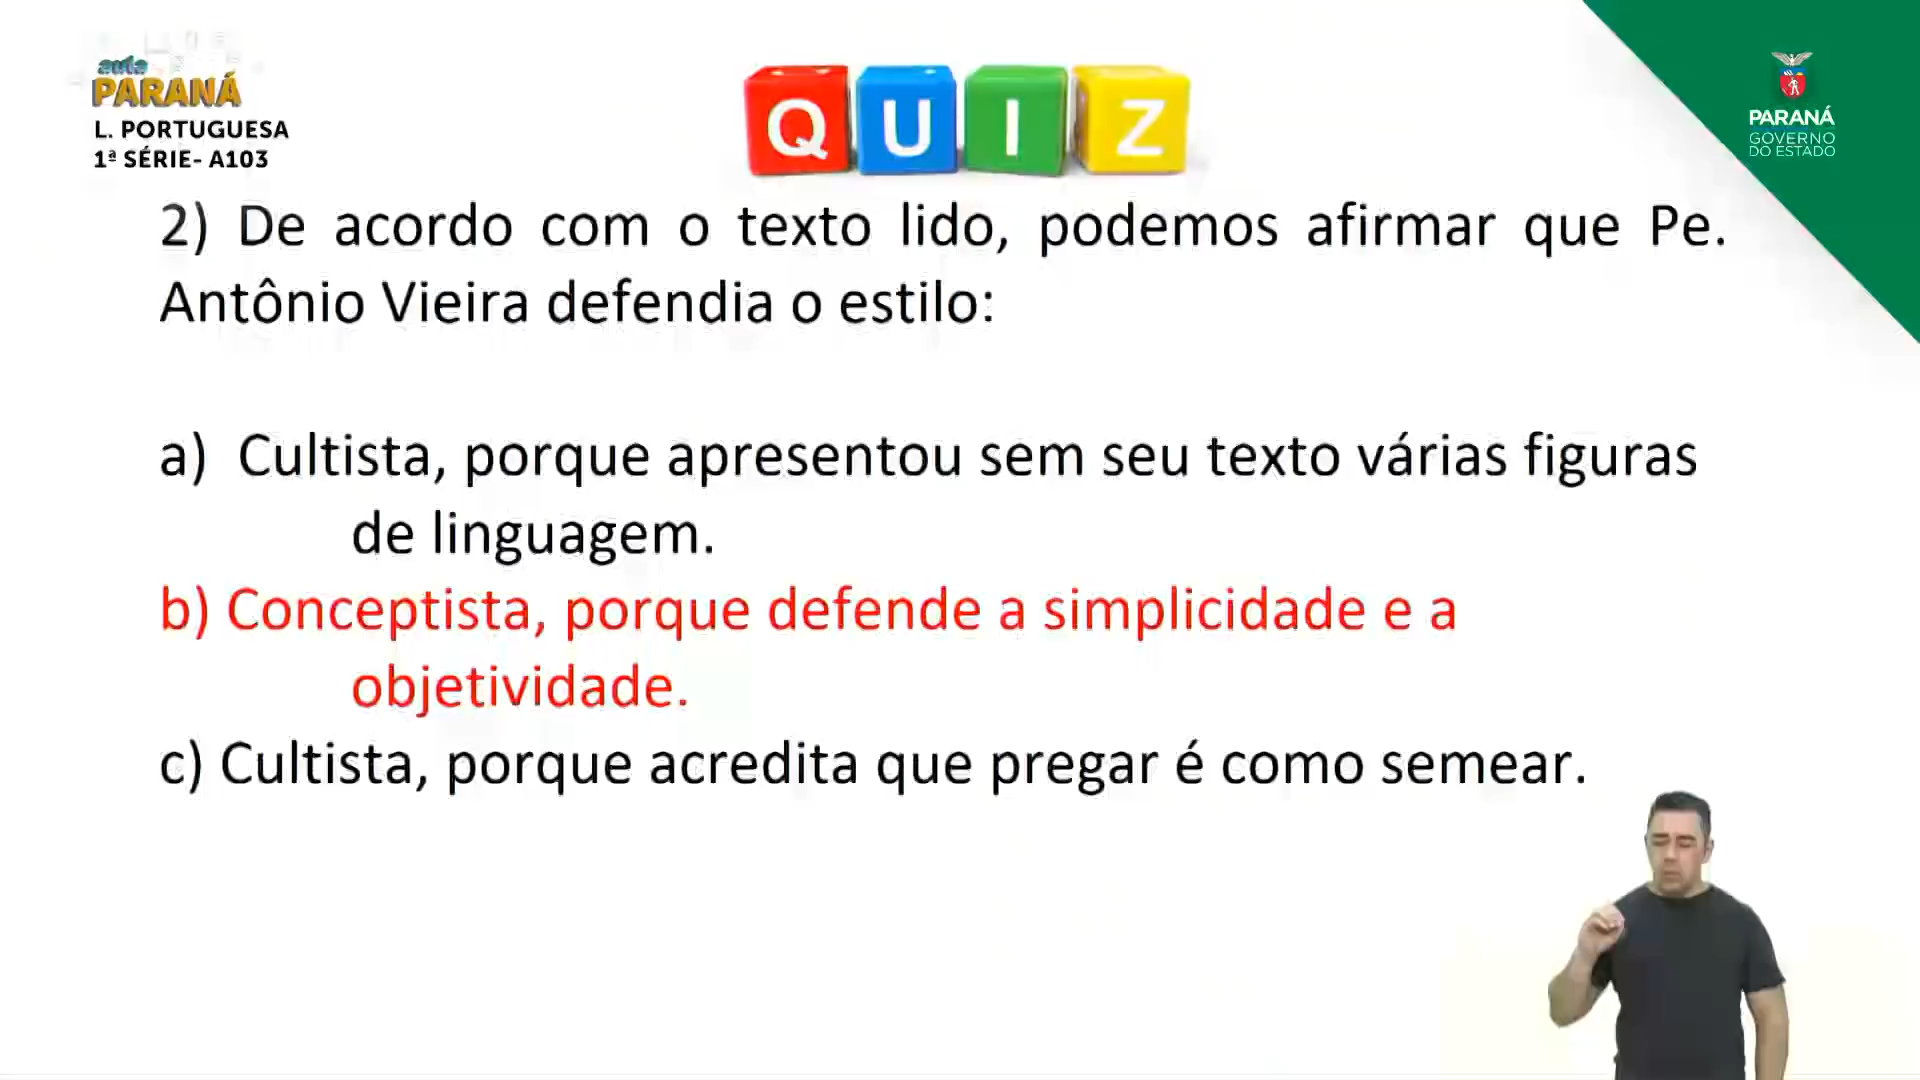 aula
PARANÁ
L. PORTUGUESA
1ª SÉRIE- A103
QUIZ
PARANÁ
GOVERNO
DO ESTADO
2) De acordo com o texto lido, podemos afirmar que Pe.
Antônio Vieira defendia o estilo:
a) Cultista, porque apresentou sem seu texto várias figuras
de linguagem.
b) Conceptista, porque defende a simplicidade e a
objetividade.
c) Cultista, porque acredita que pregar é como semear.